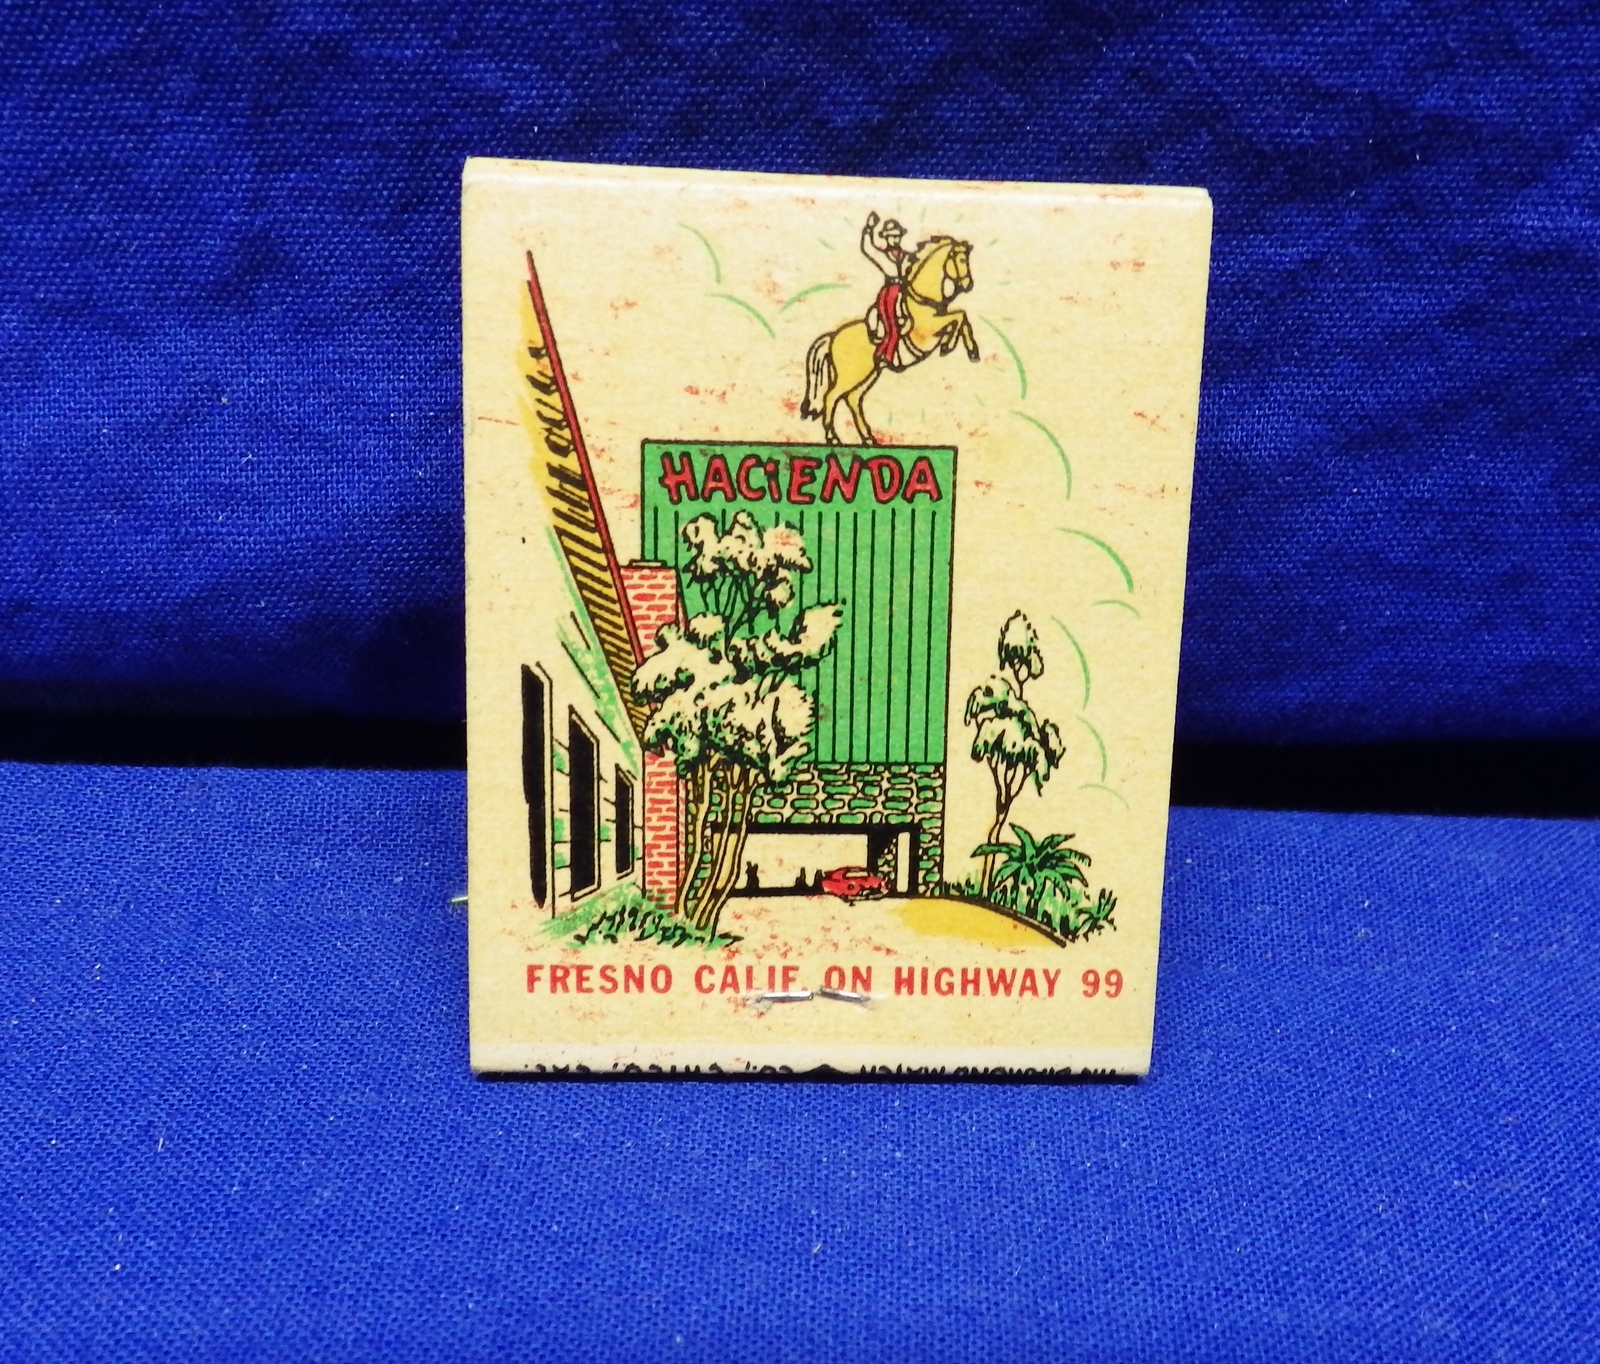 HACiENDA
FRESNO CALIF. ON HIGHWAY 99